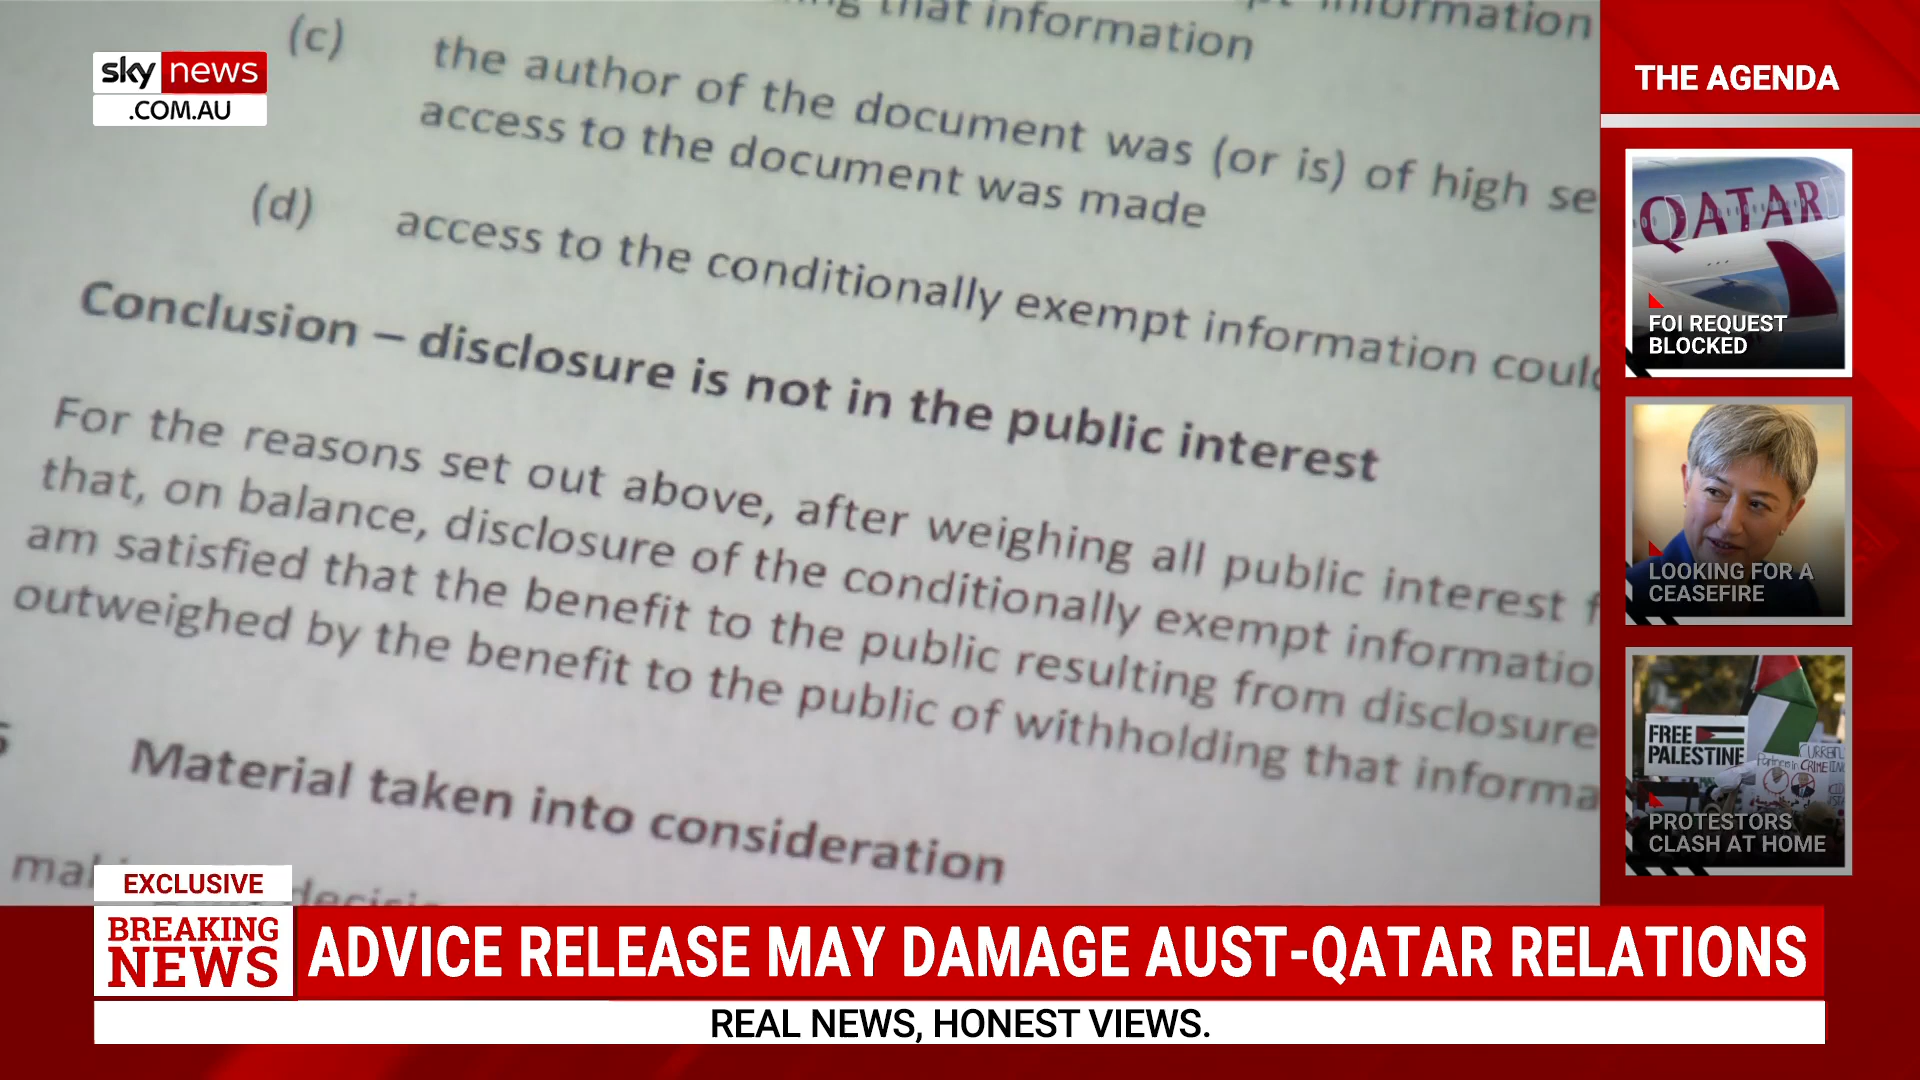 ng that information
information
(c) the author of the document was (or is) of high se
access to the document was made
(d) access to the conditionally exempt information could
Conclusion – disclosure is not in the public interest
For the reasons set out above, after weighing all public interest f
that, on balance, disclosure of the conditionally exempt informatio
am satisfied that the benefit to the public resulting from disclosure
outweighed by the benefit to the public of withholding that informa
Material taken into consideration
sky news
.COM.AU
THE AGENDA
QATAR
FOI REQUEST
BLOCKED
LOOKING FOR A
CEASEFIRE
FREE
PALESTINE
PROTESTORS
CLASH AT HOME
EXCLUSIVE
BREAKING
NEWS
ADVICE RELEASE MAY DAMAGE AUST-QATAR RELATIONS
REAL NEWS, HONEST VIEWS.